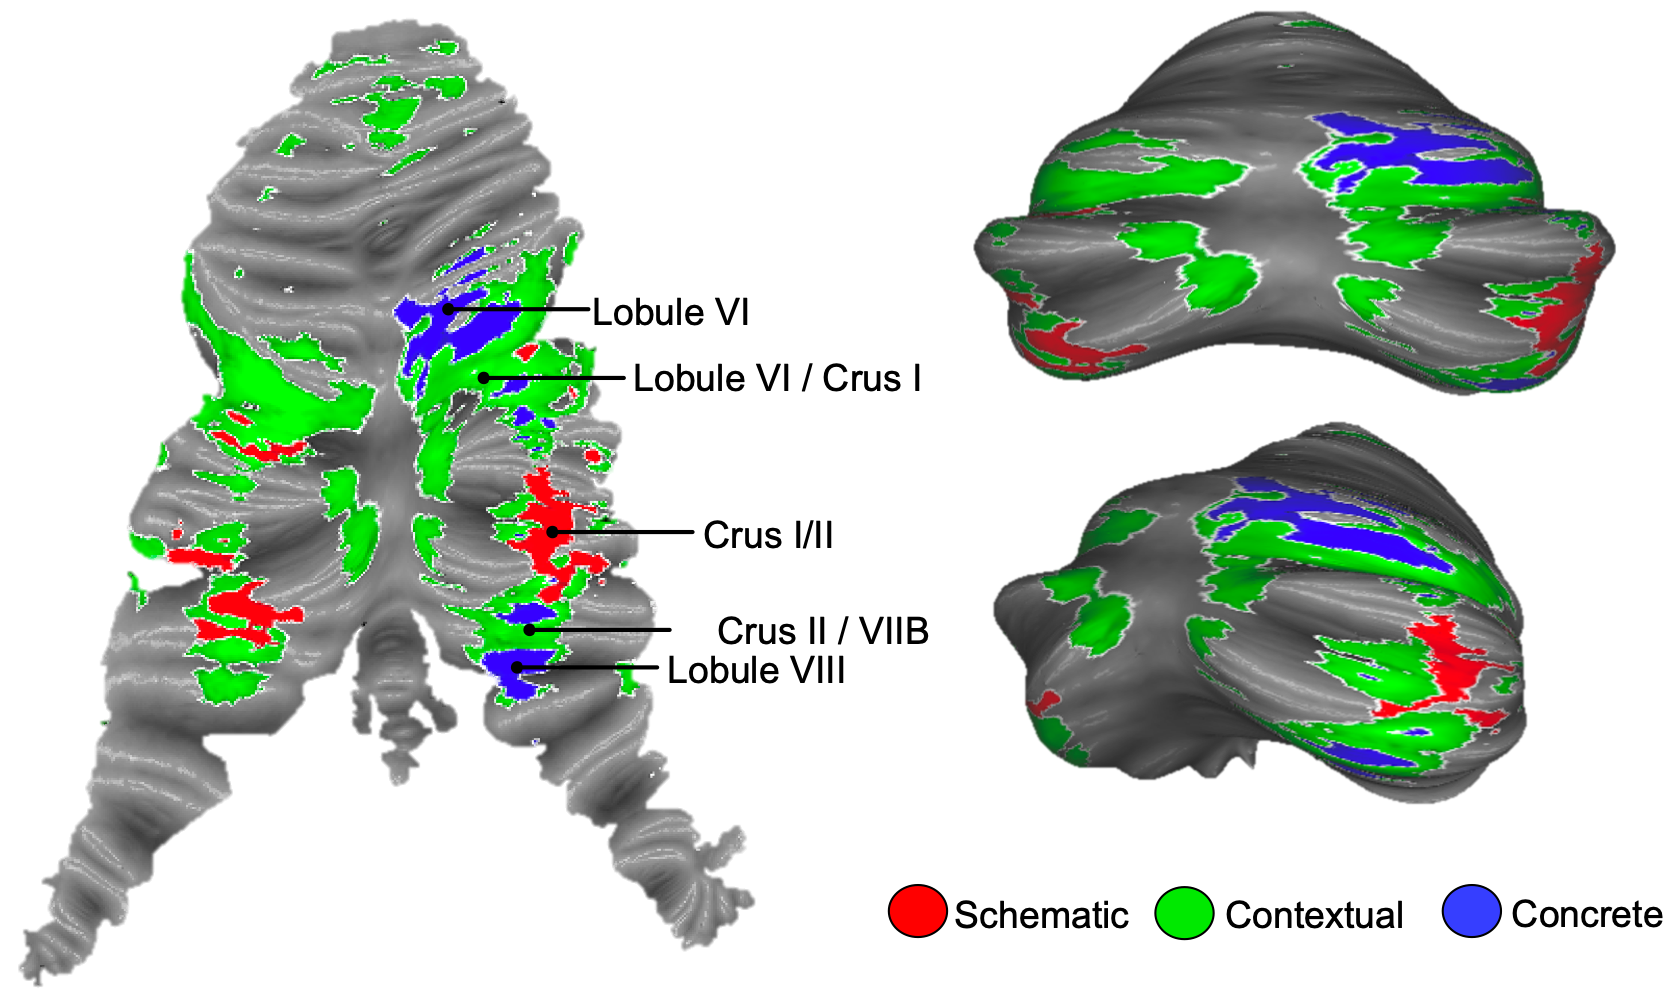 Lobule VI
Lobule VI / Crus I
Crus I/II
Crus II / VIIB
Lobule VIII
Schematic
Contextual
Concrete